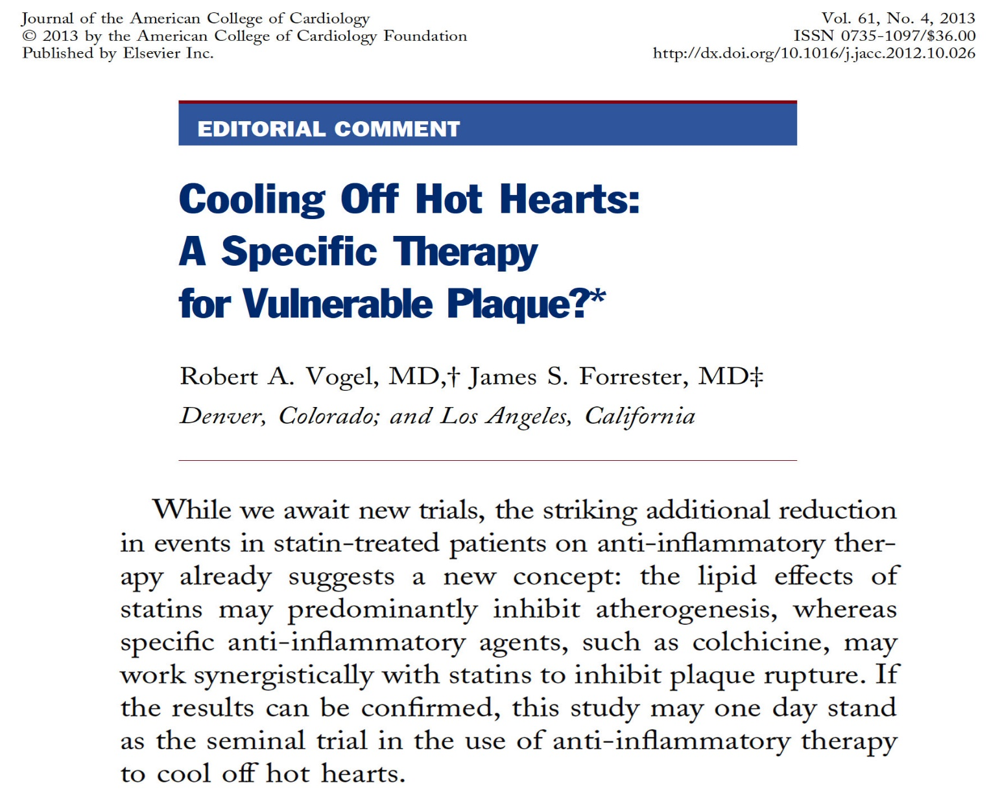 Journal of the American College of Cardiology
© 2013 by the American College of Cardiology Foundation
Published by Elsevier Inc.
Vol. 61, No. 4, 2013
ISSN 0735-1097/$36.00
http://dx.doi.org/10.1016/j.jacc.2012.10.026
EDITORIAL COMMENT
Cooling Off Hot Hearts:
A Specific Therapy
for Vulnerable Plaque?*
Robert A. Vogel, MD,† James S. Forrester, MD‡
Denver, Colorado; and Los Angeles, California
While we await new trials, the striking additional reduction
in events in statin-treated patients on anti-inflammatory ther-
apy already suggests a new concept: the lipid effects of
statins may predominantly inhibit atherogenesis, whereas
specific anti-inflammatory agents, such as colchicine, may
work synergistically with statins to inhibit plaque rupture. If
the results can be confirmed, this study may one day stand
as the seminal trial in the use of anti-inflammatory therapy
to cool off hot hearts.